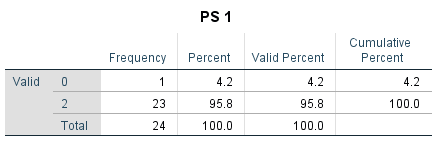 PS 1
Frequency Percent Valid Percent Cumulative Percent
Valid 0 1 4.2 4.2 4.2
2 23 95.8 95.8 100.0
Total 24 100.0 100.0